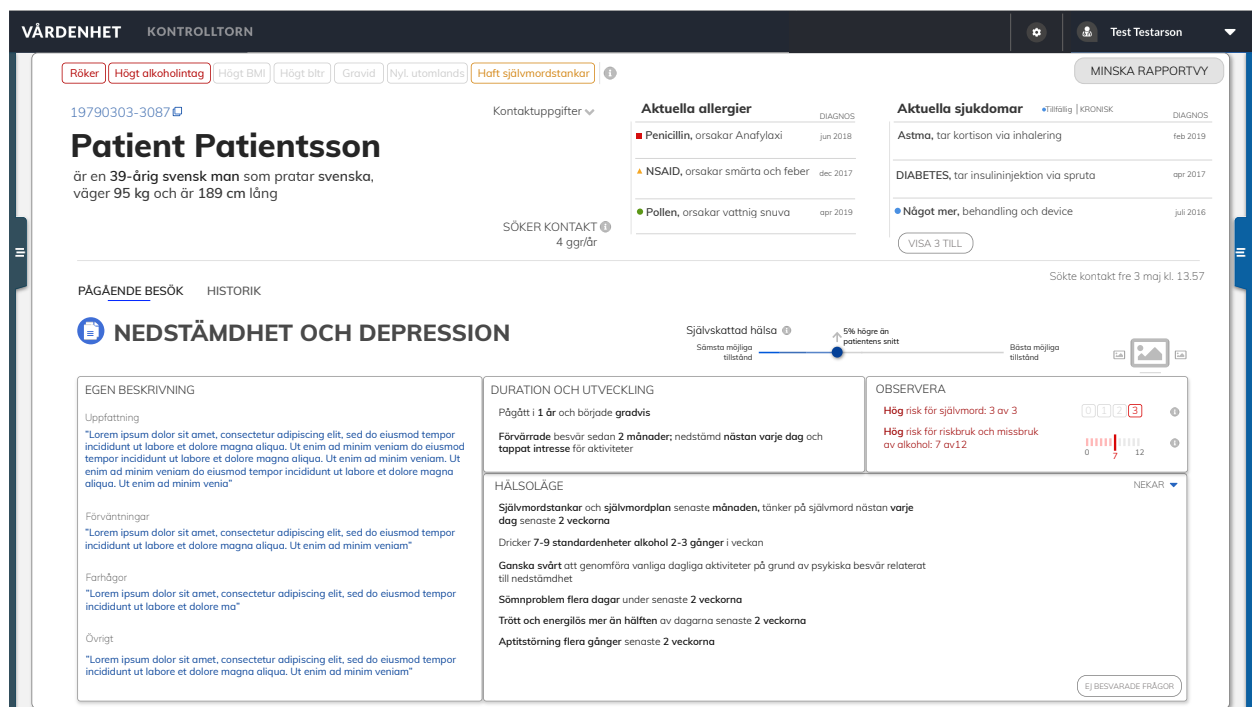 VÅRDENHET KONTROLLTORN
Test Testarson
Röker Högt alkoholintag Högt BMI Högt bltr Gravid Nyl. utomlands Haft självmordstankar
MINSKA RAPPORTVY
19790303-3087
Kontaktuppgifter
Patient Patientsson
är en 39-årig svensk man som pratar svenska,
väger 95 kg och är 189 cm lång
SÖKER KONTAKT
4 ggr/år
Aktuella allergier DIAGNOS
Penicillin, orsakar Anafylaxi jun 2018
NSAID, orsakar smärta och feber dec 2017
Pollen, orsakar vattnig snuva apr 2019
Aktuella sjukdomar Tillfällig | KRONISK DIAGNOS
Astma, tar kortison via inhalering feb 2019
DIABETES, tar insulininjektion via spruta apr 2017
Något mer, behandling och device juli 2016
VISA 3 TILL
Sökte kontakt fre 3 maj kl. 13.57
PÅGÅENDE BESÖK HISTORIK
NEDSTÄMDHET OCH DEPRESSION
Självskattad hälsa
5% högre än
patientens snitt
Sämsta möjliga
tillstånd
Bästa möjliga
tillstånd
EGEN BESKRIVNING
Uppfattning
"Lorem ipsum dolor sit amet, consectetur adipiscing elit, sed do eiusmod tempor
incididunt ut labore et dolore magna aliqua. Ut enim ad minim veniam do eiusmod
tempor incididunt ut labore et dolore magna aliqua. Ut enim ad minim veniam. Ut
enim ad minim veniam do eiusmod tempor incididunt ut labore et dolore magna
aliqua. Ut enim ad minim venia"
Förväntningar
"Lorem ipsum dolor sit amet, consectetur adipiscing elit, sed do eiusmod tempor
incididunt ut labore et dolore magna aliqua. Ut enim ad minim veniam"
Farhågor
"Lorem ipsum dolor sit amet, consectetur adipiscing elit, sed do eiusmod tempor
incididunt ut labore et dolore ma"
Övrigt
"Lorem ipsum dolor sit amet, consectetur adipiscing elit, sed do eiusmod tempor
incididunt ut labore et dolore magna aliqua. Ut enim ad minim veniam"
DURATION OCH UTVECKLING
Pågått i 1 år och började gradvis
Förvärrade besvär sedan 2 månader; nedstämd nästan varje dag och
tappat intresse för aktiviteter
OBSERVERA
Hög risk för självmord: 3 av 3
0 1 2 3
Hög risk för riskbruk och missbruk
av alkohol: 7 av12
0 7 12
HÄLSOLÄGE
NEKAR
Självmordstankar och självmordplan senaste månaden, tänker på självmord nästan varje
dag senaste 2 veckorna
Dricker 7-9 standardenheter alkohol 2-3 gånger i veckan
Ganska svårt att genomföra vanliga dagliga aktiviteter på grund av psykiska besvär relaterat
till nedstämdhet
Sömnproblem flera dagar under senaste 2 veckorna
Trött och energilös mer än hälften av dagarna senaste 2 veckorna
Aptitstörning flera gånger senaste 2 veckorna
EJ BESVARADE FRÅGOR